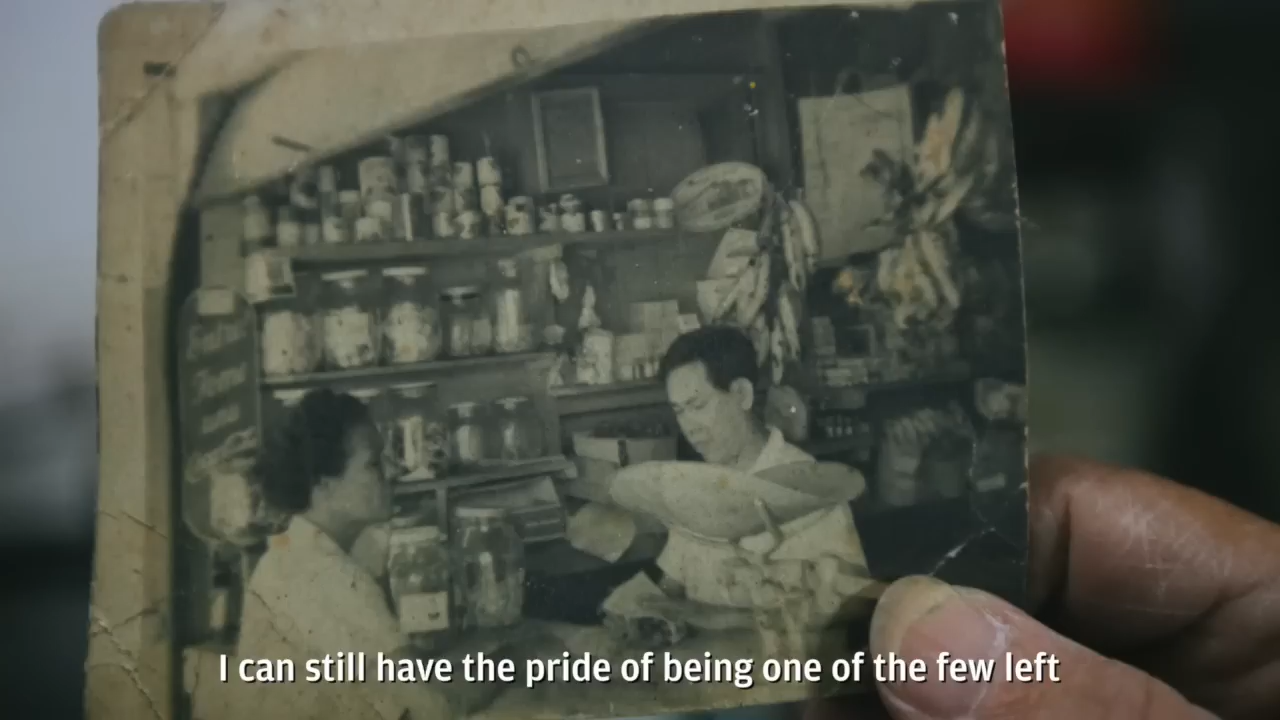 I can still have the pride of being one of the few left